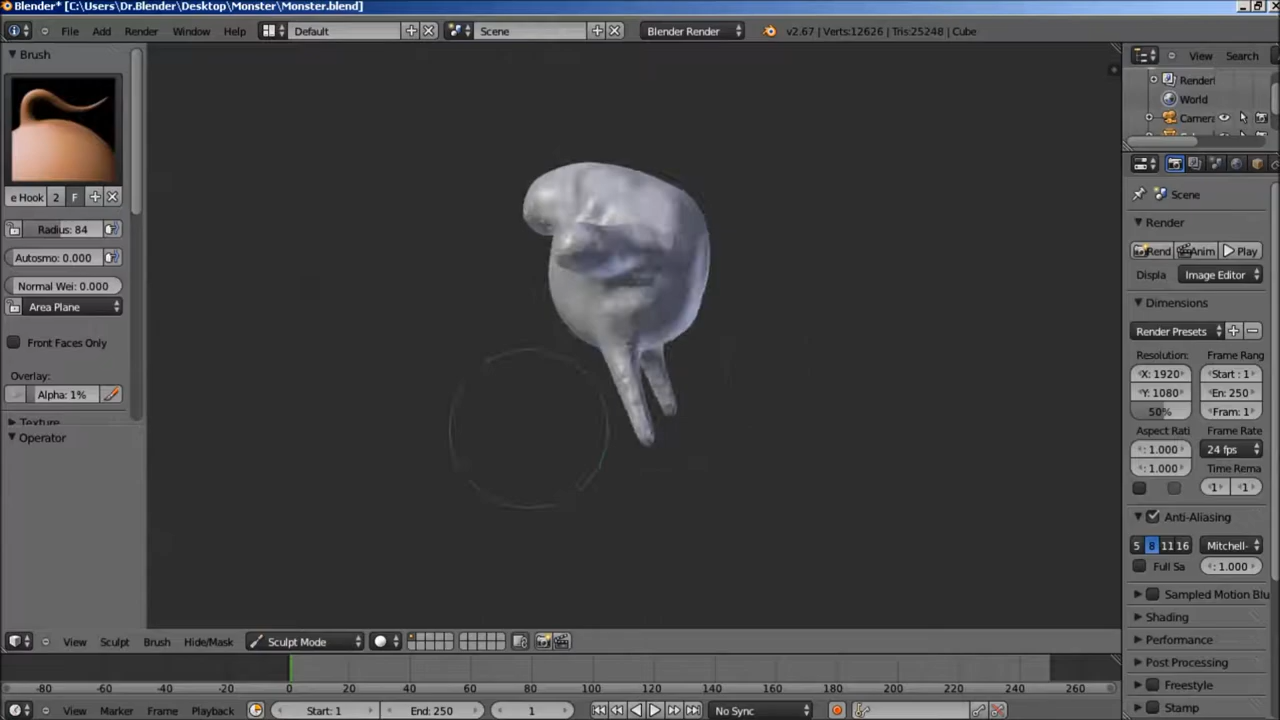 Blender* [C:\Users\Dr.Blender\Desktop\Monster\Monster.blend]
File Add Render Window Help Default Scene Blender Render v2.67 | Verts:12626 | Tris:25248 | Cube
Brush
e Hook 2 F
Radius: 84
Autosmo: 0.000
Normal Wei: 0.000
Area Plane
Front Faces Only
Overlay:
Alpha: 1%
Texture
Operator
View Search
Render
World
Camera
Scene
Render
Rend Anim Play
Displa Image Editor
Dimensions
Render Presets
Resolution: Frame Rang
X: 1920 Start : 1
Y: 1080 En: 250
50% Fram: 1
Aspect Rati Frame Rate
: 1.000 24 fps
: 1.000 Time Rema
1 1
Anti-Aliasing
5 8 11 16 Mitchell-
Full Sa : 1.000
Sampled Motion Blu
Shading
Performance
Post Processing
Freestyle
Stamp
View Sculpt Brush Hide/Mask Sculpt Mode
-80 -60 -40 -20 0 20 40 60 80 100 120 140 160 180 200 220 240 260
View Marker Frame Playback Start: 1 End: 250 1 No Sync